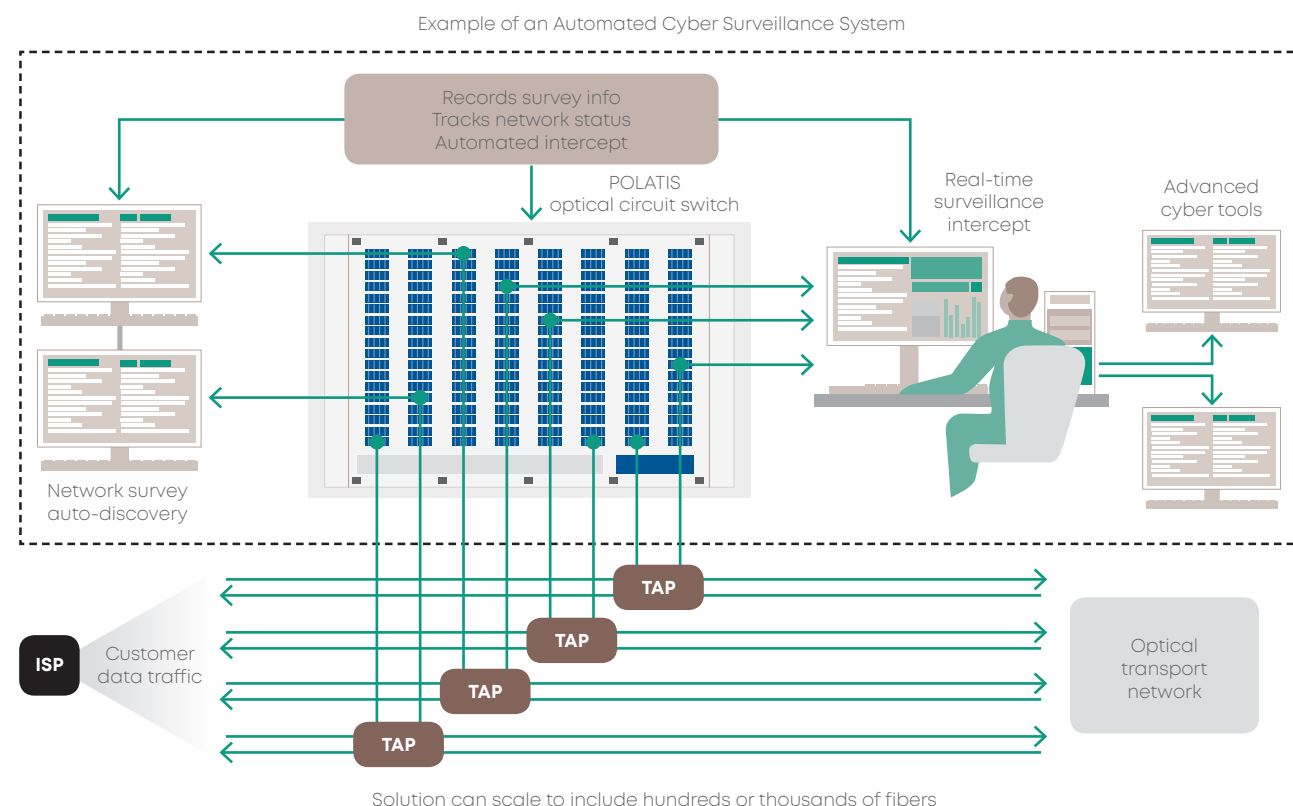 Example of an Automated Cyber Surveillance System
Records survey info
Tracks network status
Automated intercept
POLATIS
optical circuit switch
Real-time
surveillance
intercept
Advanced
cyber tools
Network survey
auto-discovery
TAP
TAP
TAP
TAP
ISP
Customer
data traffic
Optical
transport
network
Solution can scale to include hundreds or thousands of fibers